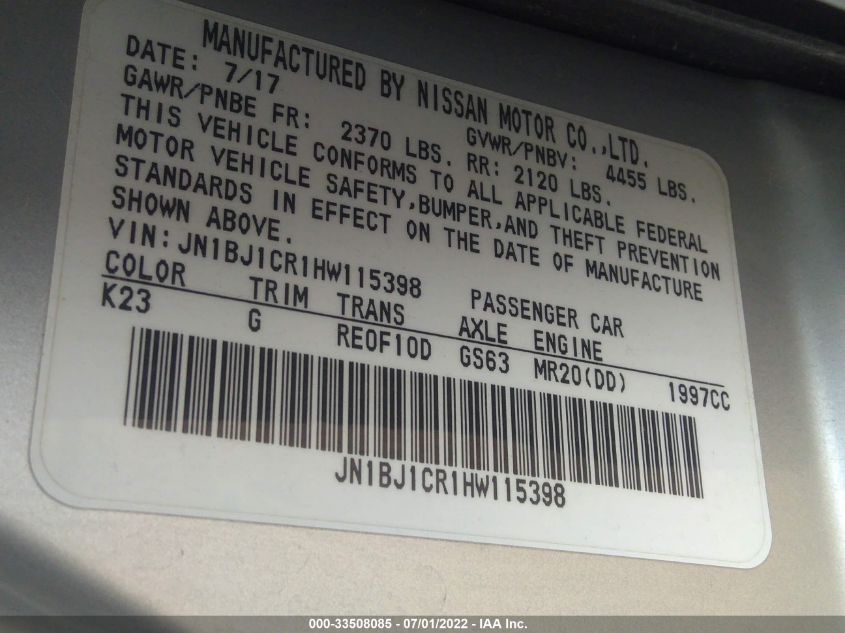 MANUFACTURED BY NISSAN MOTOR CO.,LTD.
DATE: 7/17 GVWR/PNBV: 4455 LBS.
GAWR/PNBE FR: 2370 LBS. RR: 2120 LBS.
THIS VEHICLE CONFORMS TO ALL APPLICABLE FEDERAL
MOTOR VEHICLE SAFETY,BUMPER,AND THEFT PREVENTION
STANDARDS IN EFFECT ON THE DATE OF MANUFACTURE
SHOWN ABOVE.
VIN:JN1BJ1CR1HW115398 PASSENGER CAR
COLOR TRIM TRANS AXLE ENGINE
K23 G RE0F10D GS63 MR20(DD) 1997CC
JN1BJ1CR1HW115398
000-33508085 - 07/01/2022 - IAA Inc.